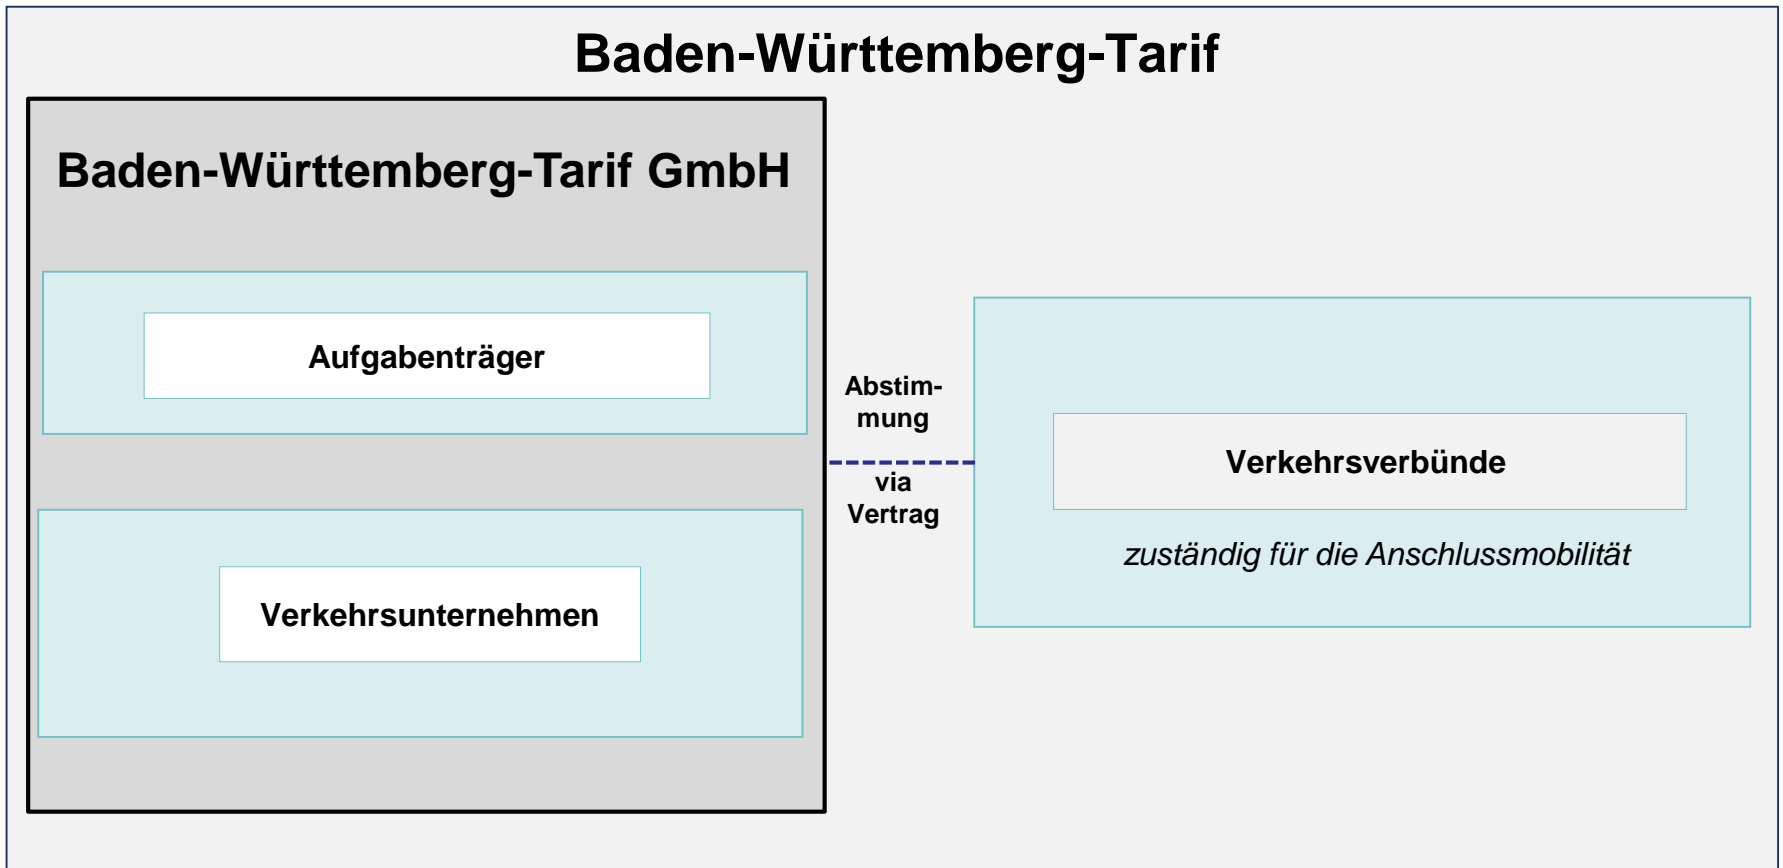 Baden-Württemberg-Tarif
Baden-Württemberg-Tarif GmbH
Aufgabenträger
Verkehrsunternehmen
Abstim-
mung
via
Vertrag
Verkehrsverbünde
zuständig für die Anschlussmobilität